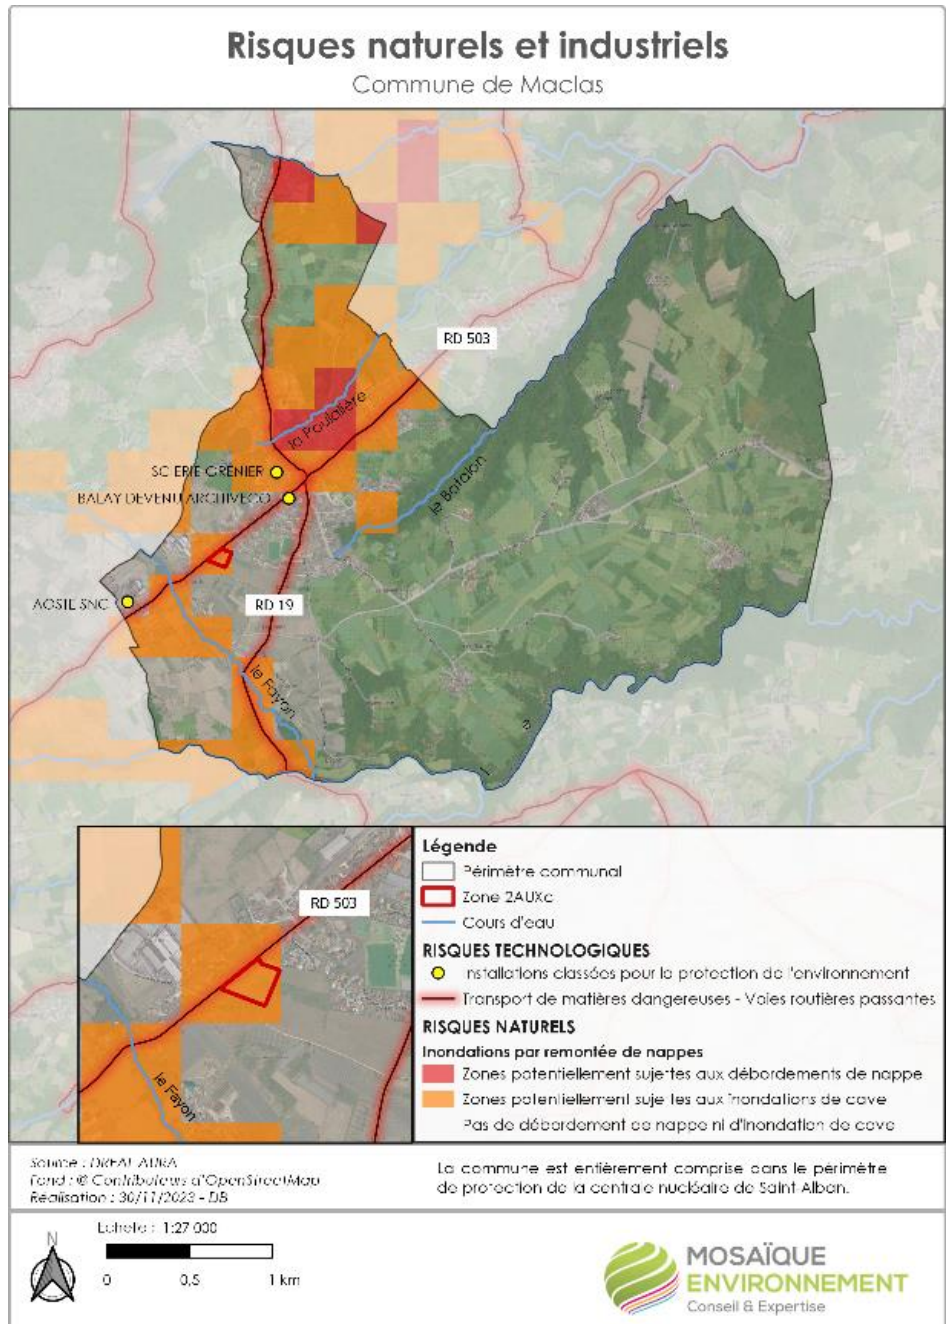 Risques naturels et industriels
Commune de Maclas
RD 503
la Poulalière
SCIERIE GRENIER
BALAY DEVENU ARCHIVECO
le Batalon
AOSTE SNC
RD 19
le Fayon
RD 503
le Fayon
Légende
Périmètre communal
Zone 2AUXc
Cours d'eau
RISQUES TECHNOLOGIQUES
Installations classées pour la protection de l'environnement
Transport de matières dangereuses - Voies routières passantes
RISQUES NATURELS
Inondations par remontée de nappes
Zones potentiellement sujettes aux débordements de nappe
Zones potentiellement sujettes aux inondations de cave
Pas de débordement de nappe ni d'inondation de cave
Source : DREAL AURA
Fond : © Contributeurs d'OpenStreetMap
Réalisation : 30/11/2023 - DB
La commune est entièrement comprise dans le périmètre
de protection de la centrale nucléaire de Saint Alban.
Echelle : 1:27 000
N
0 0,5 1 km
MOSAÏQUE
ENVIRONNEMENT
Conseil & Expertise